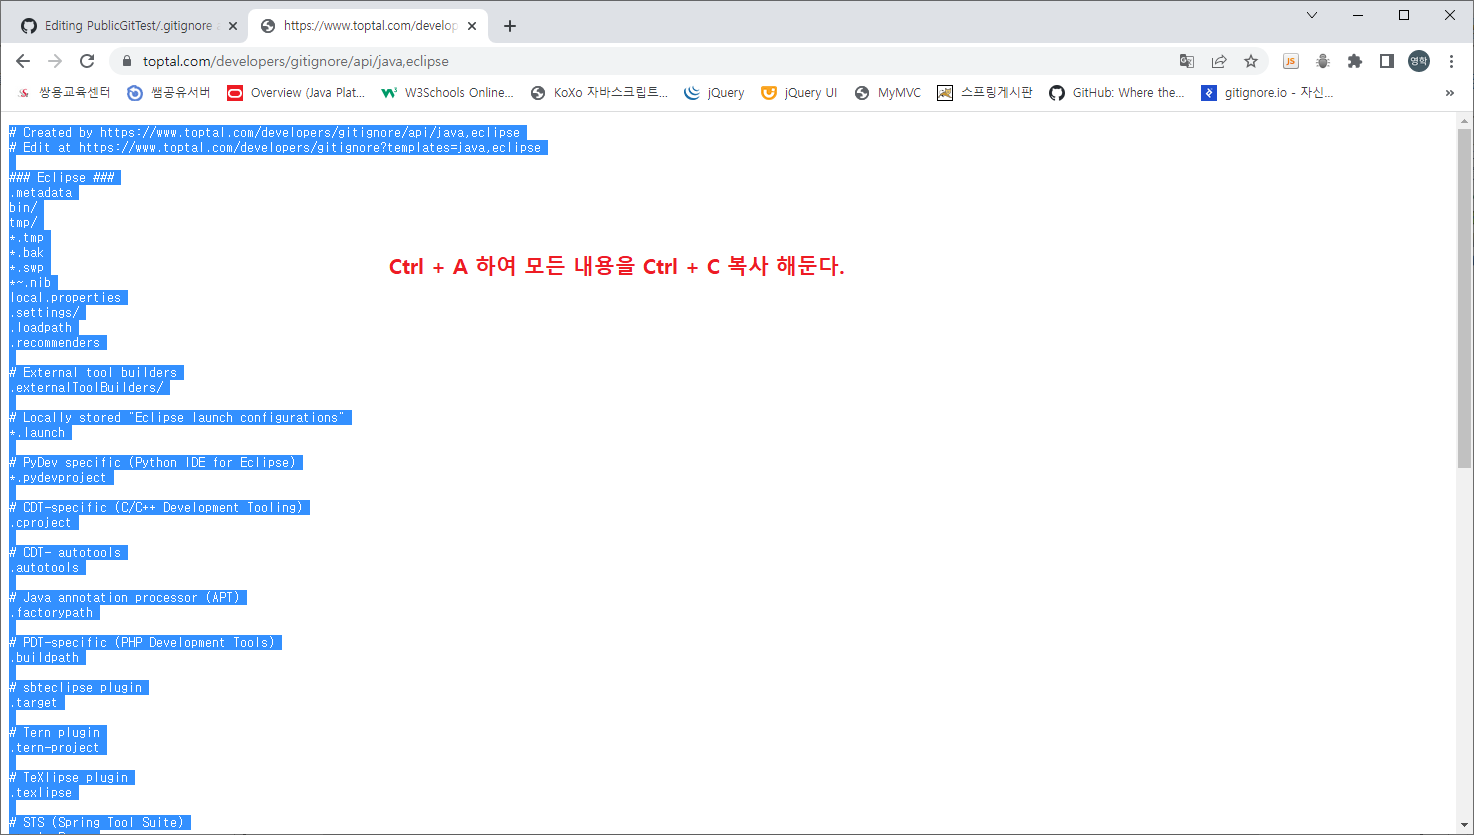 Editing PublicGitTest/.gitignore a
https://www.toptal.com/develop
toptal.com/developers/gitignore/api/java,eclipse
JS
영학
쌍용교육센터
쌤공유서버
Overview (Java Plat...
W3Schools Online...
KoXo 자바스크립트...
jQuery
jQuery UI
MyMVC
스프링게시판
GitHub: Where the...
gitignore.io - 자신...
»
# Created by https://www.toptal.com/developers/gitignore/api/java,eclipse
# Edit at https://www.toptal.com/developers/gitignore?templates=java,eclipse
### Eclipse ###
.metadata
bin/
tmp/
*.tmp
*.bak
*.swp
*~.nib
local.properties
.settings/
.loadpath
.recommenders
Ctrl + A 하여 모든 내용을 Ctrl + C 복사 해둔다.
# External tool builders
.externalToolBuilders/
# Locally stored "Eclipse launch configurations"
*.launch
# PyDev specific (Python IDE for Eclipse)
*.pydevproject
# CDT-specific (C/C++ Development Tooling)
.cproject
# CDT- autotools
.autotools
# Java annotation processor (APT)
.factorypath
# PDT-specific (PHP Development Tools)
.buildpath
# sbteclipse plugin
.target
# Tern plugin
.tern-project
# TeXlipse plugin
.texlipse
# STS (Spring Tool Suite)